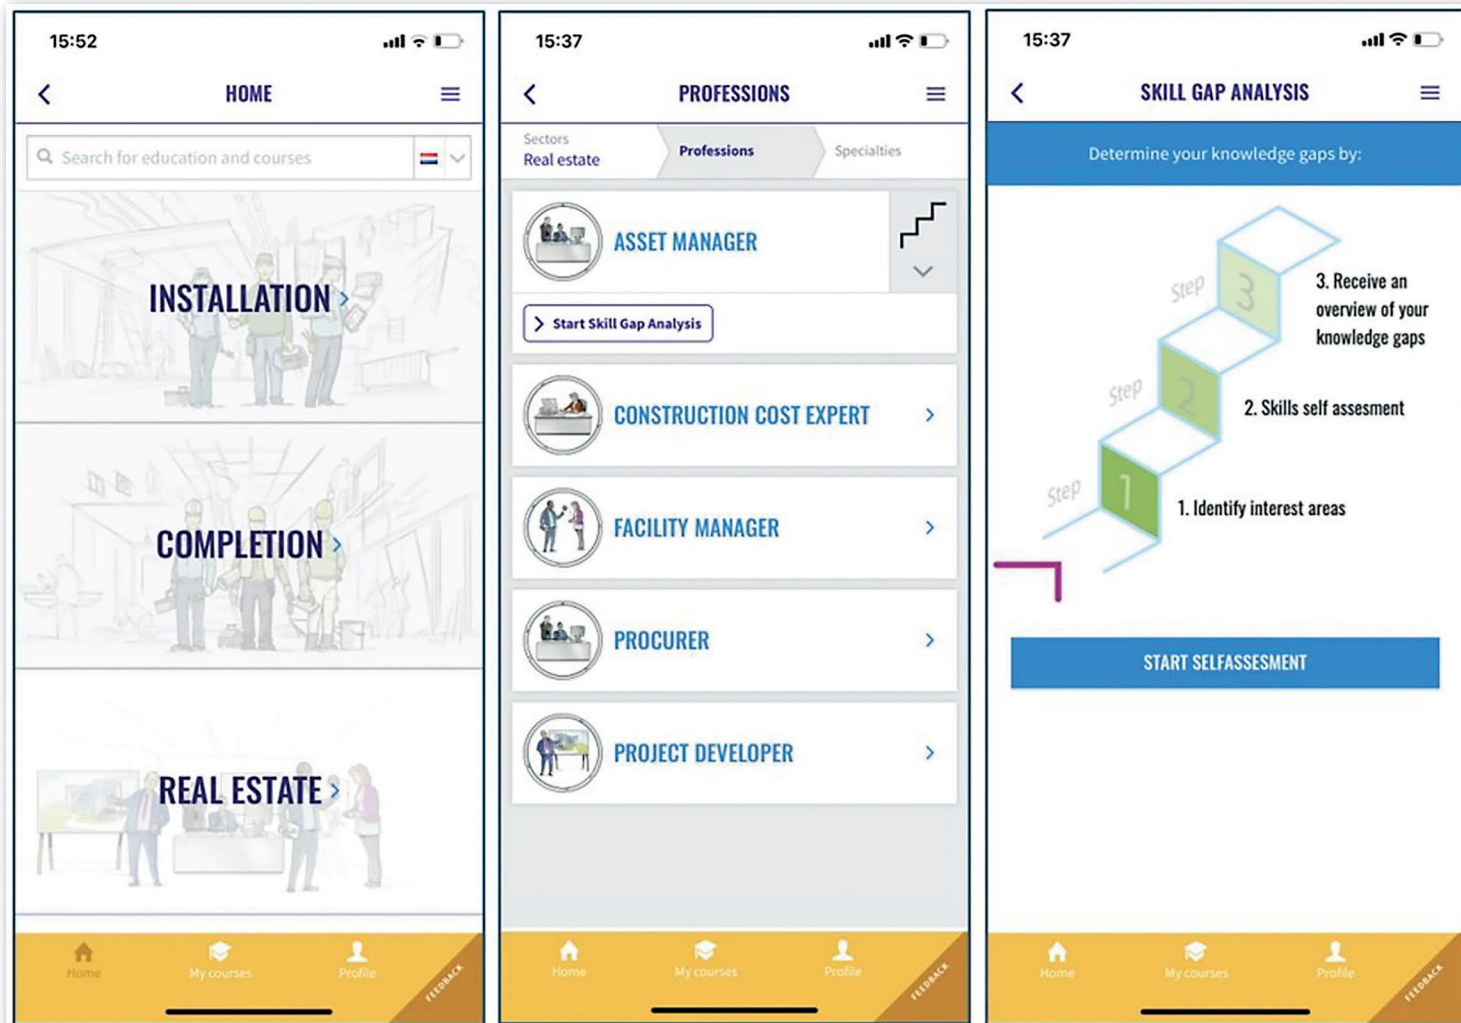 15:52
HOME
Search for education and courses
INSTALLATION
COMPLETION
REAL ESTATE
Home
My courses
Profile
FEEDBACK
15:37
PROFESSIONS
Sectors
Real estate
Professions
Specialties
ASSET MANAGER
Start Skill Gap Analysis
CONSTRUCTION COST EXPERT
FACILITY MANAGER
PROCURER
PROJECT DEVELOPER
Home
My courses
Profile
FEEDBACK
15:37
SKILL GAP ANALYSIS
Determine your knowledge gaps by:
Step
3
3. Receive an
overview of your
knowledge gaps
Step
2
2. Skills self assesment
Step
1
1. Identify interest areas
START SELFASSESMENT
Home
My courses
Profile
FEEDBACK